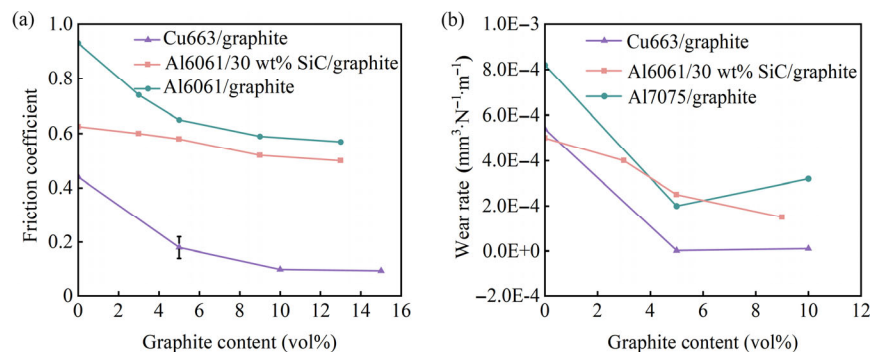 (a)
1.0
0.8
0.6
0.4
0.2
0
Friction coefficient
Cu663/graphite
Al6061/30 wt% SiC/graphite
Al6061/graphite
0 2 4 6 8 10 12 14 16
Graphite content (vol%)
(b)
1.0E−3
8.0E−4
6.0E−4
4.0E−4
2.0E−4
0.0E+0
−2.0E−4
Wear rate (mm³·N⁻¹·m⁻¹)
Cu663/graphite
Al6061/30 wt% SiC/graphite
Al7075/graphite
0 2 4 6 8 10 12
Graphite content (vol%)